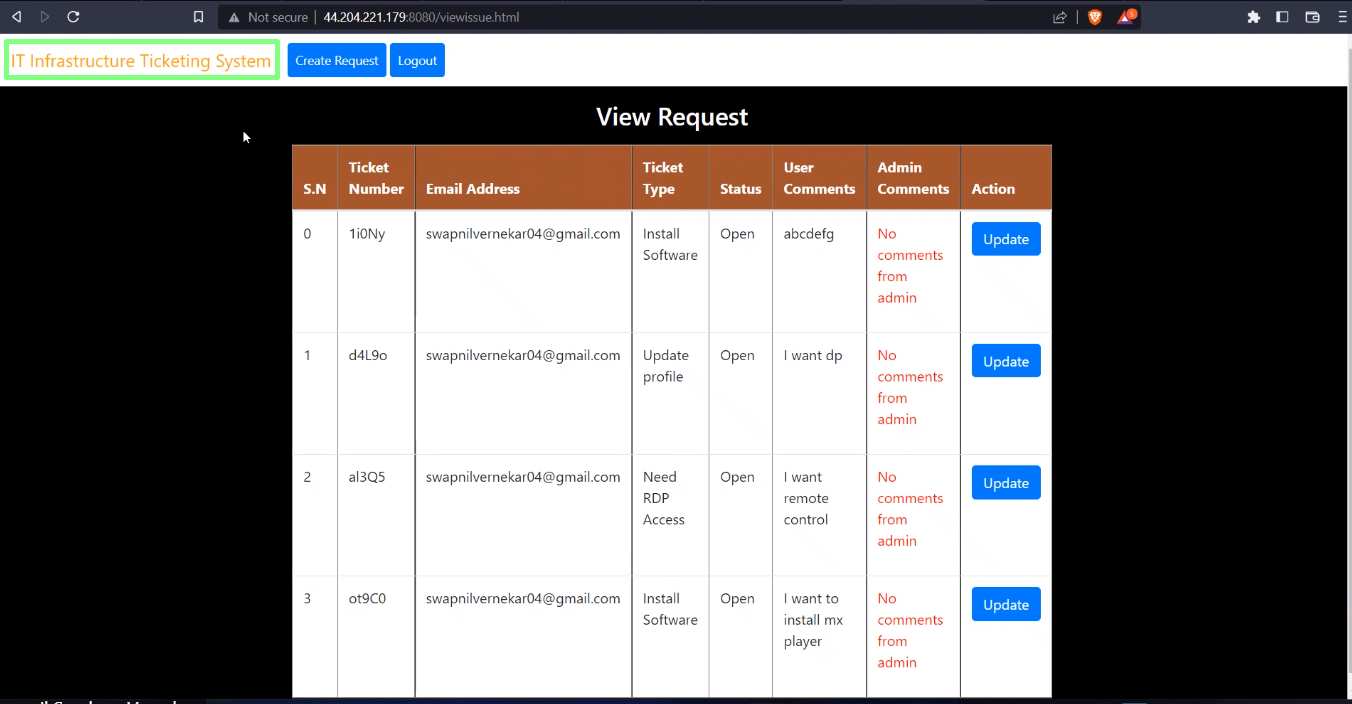 Not secure | 44.204.221.179:8080/viewissue.html
5
IT Infrastructure Ticketing System Create Request Logout
View Request
S.N Ticket Number Email Address Ticket Type Status User Comments Admin Comments Action
0 1i0Ny swapnilvernekar04@gmail.com Install Software Open abcdefg No comments from admin Update
1 d4L9o swapnilvernekar04@gmail.com Update profile Open I want dp No comments from admin Update
2 al3Q5 swapnilvernekar04@gmail.com Need RDP Access Open I want remote control No comments from admin Update
3 ot9C0 swapnilvernekar04@gmail.com Install Software Open I want to install mx player No comments from admin Update